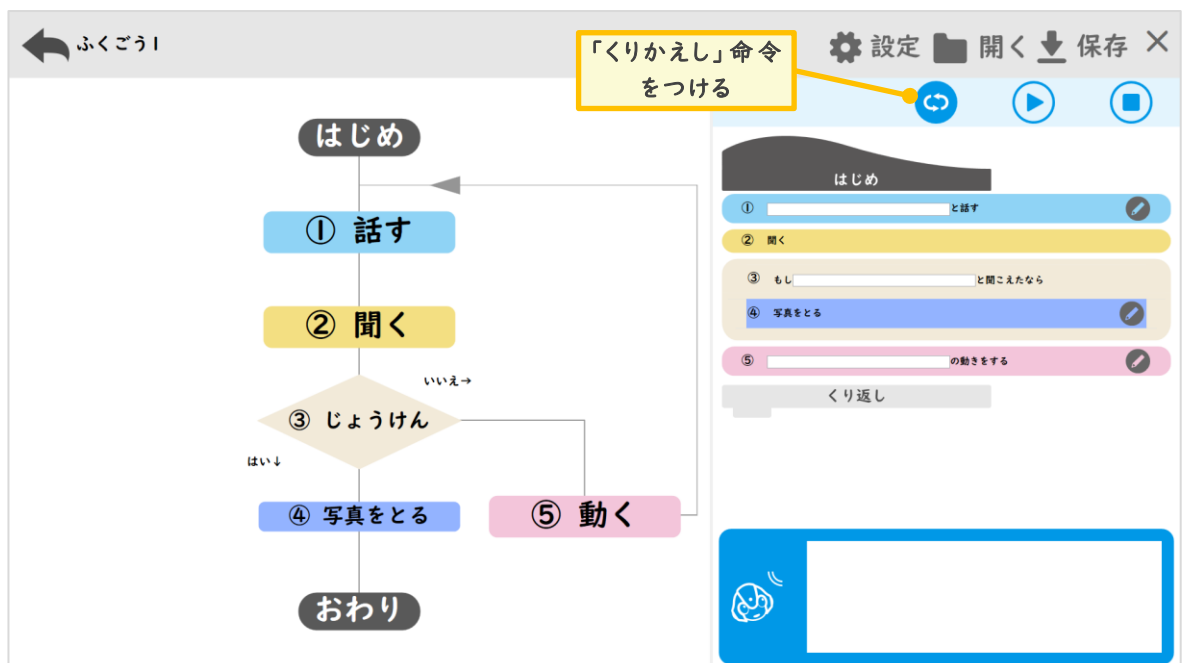 ふくごう1
「くりかえし」命令
をつける
設定 開く 保存
はじめ
① 話す
② 聞く
いいえ→
③ じょうけん
はい↓
④ 写真をとる
⑤ 動く
おわり
はじめ
① と話す
② 聞く
③ もし と聞こえたなら
④ 写真をとる
⑤ の動きをする
くり返し